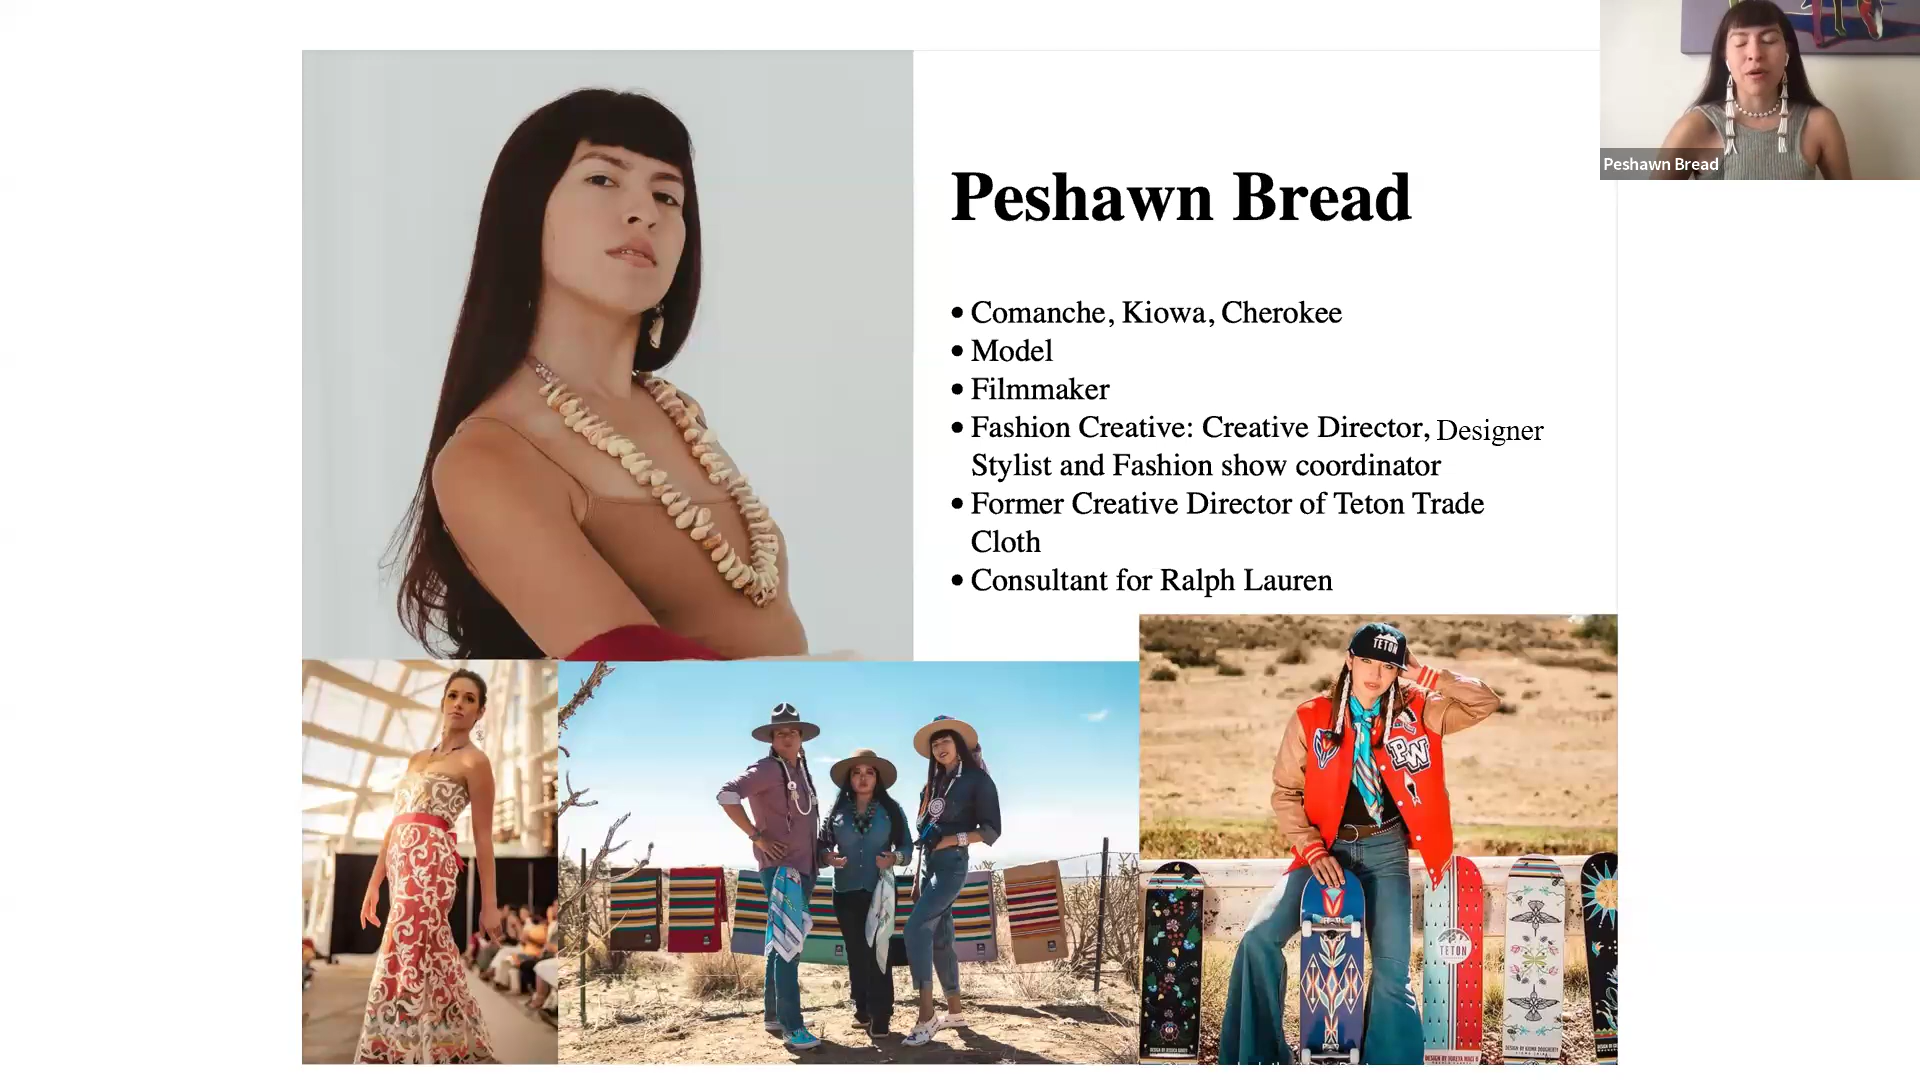 Peshawn Bread
Peshawn Bread
• Comanche, Kiowa, Cherokee
• Model
• Filmmaker
• Fashion Creative: Creative Director, Designer
Stylist and Fashion show coordinator
• Former Creative Director of Teton Trade
Cloth
• Consultant for Ralph Lauren
TETON
PW
TETON